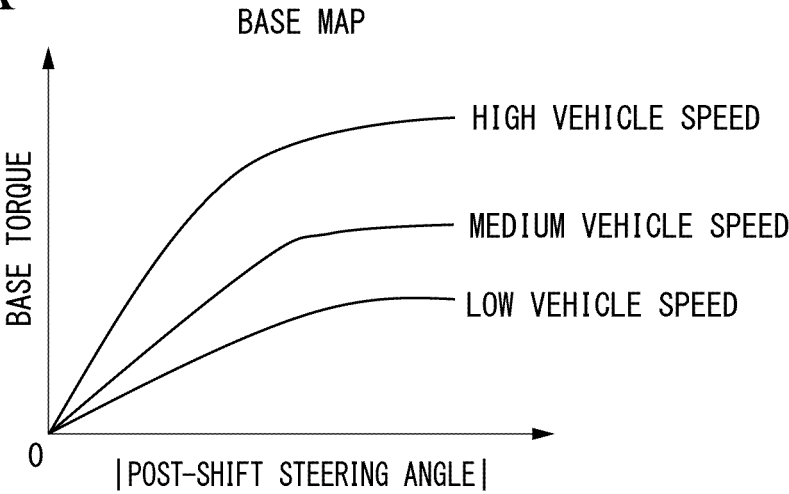 BASE MAP
HIGH VEHICLE SPEED
MEDIUM VEHICLE SPEED
LOW VEHICLE SPEED
BASE TORQUE
0
|POST-SHIFT STEERING ANGLE|